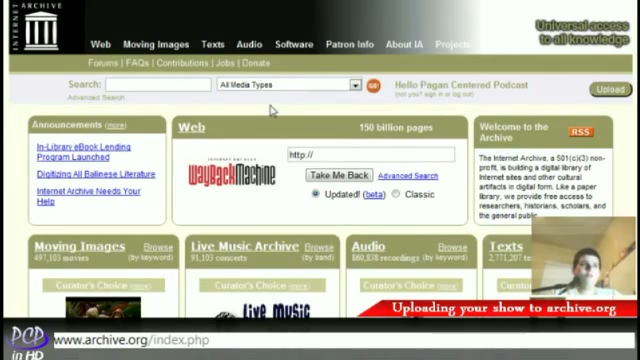 INTERNET ARCHIVE
Universal access
to all knowledge
Web Moving Images Texts Audio Software Patron Info About IA Projects
Forums | FAQs | Contributions | Jobs | Donate
Search: All Media Types GO! Hello Pagan Centered Podcast Upload
Advanced Search (not you? sign in or log out)
Announcements (more)
In-Library eBook Lending
Program Launched
Digitizing All Balinese Literature
Internet Archive Needs Your
Help
Web 150 billion pages
http://
INTERNET ARCHIVE
WayBackMachine
Take Me Back Advanced Search
Updated! (beta) Classic
Welcome to the
Archive RSS
The Internet Archive, a 501(c)(3) non-
profit, is building a digital library of
Internet sites and other cultural
artifacts in digital form. Like a paper
library, we provide free access to
researchers, historians, scholars, and
the general public.
Moving Images Browse
497,103 movies (by keyword)
Curator's Choice
Live Music Archive Browse
91,103 concerts (by band)
Curator's Choice
Live Music
Audio Browse
860,838 recordings (by keyword)
Curator's Choice
Texts
2,771,207 texts
Cura
Uploading your show to archive.org
PCP
in HD
www.archive.org/index.php